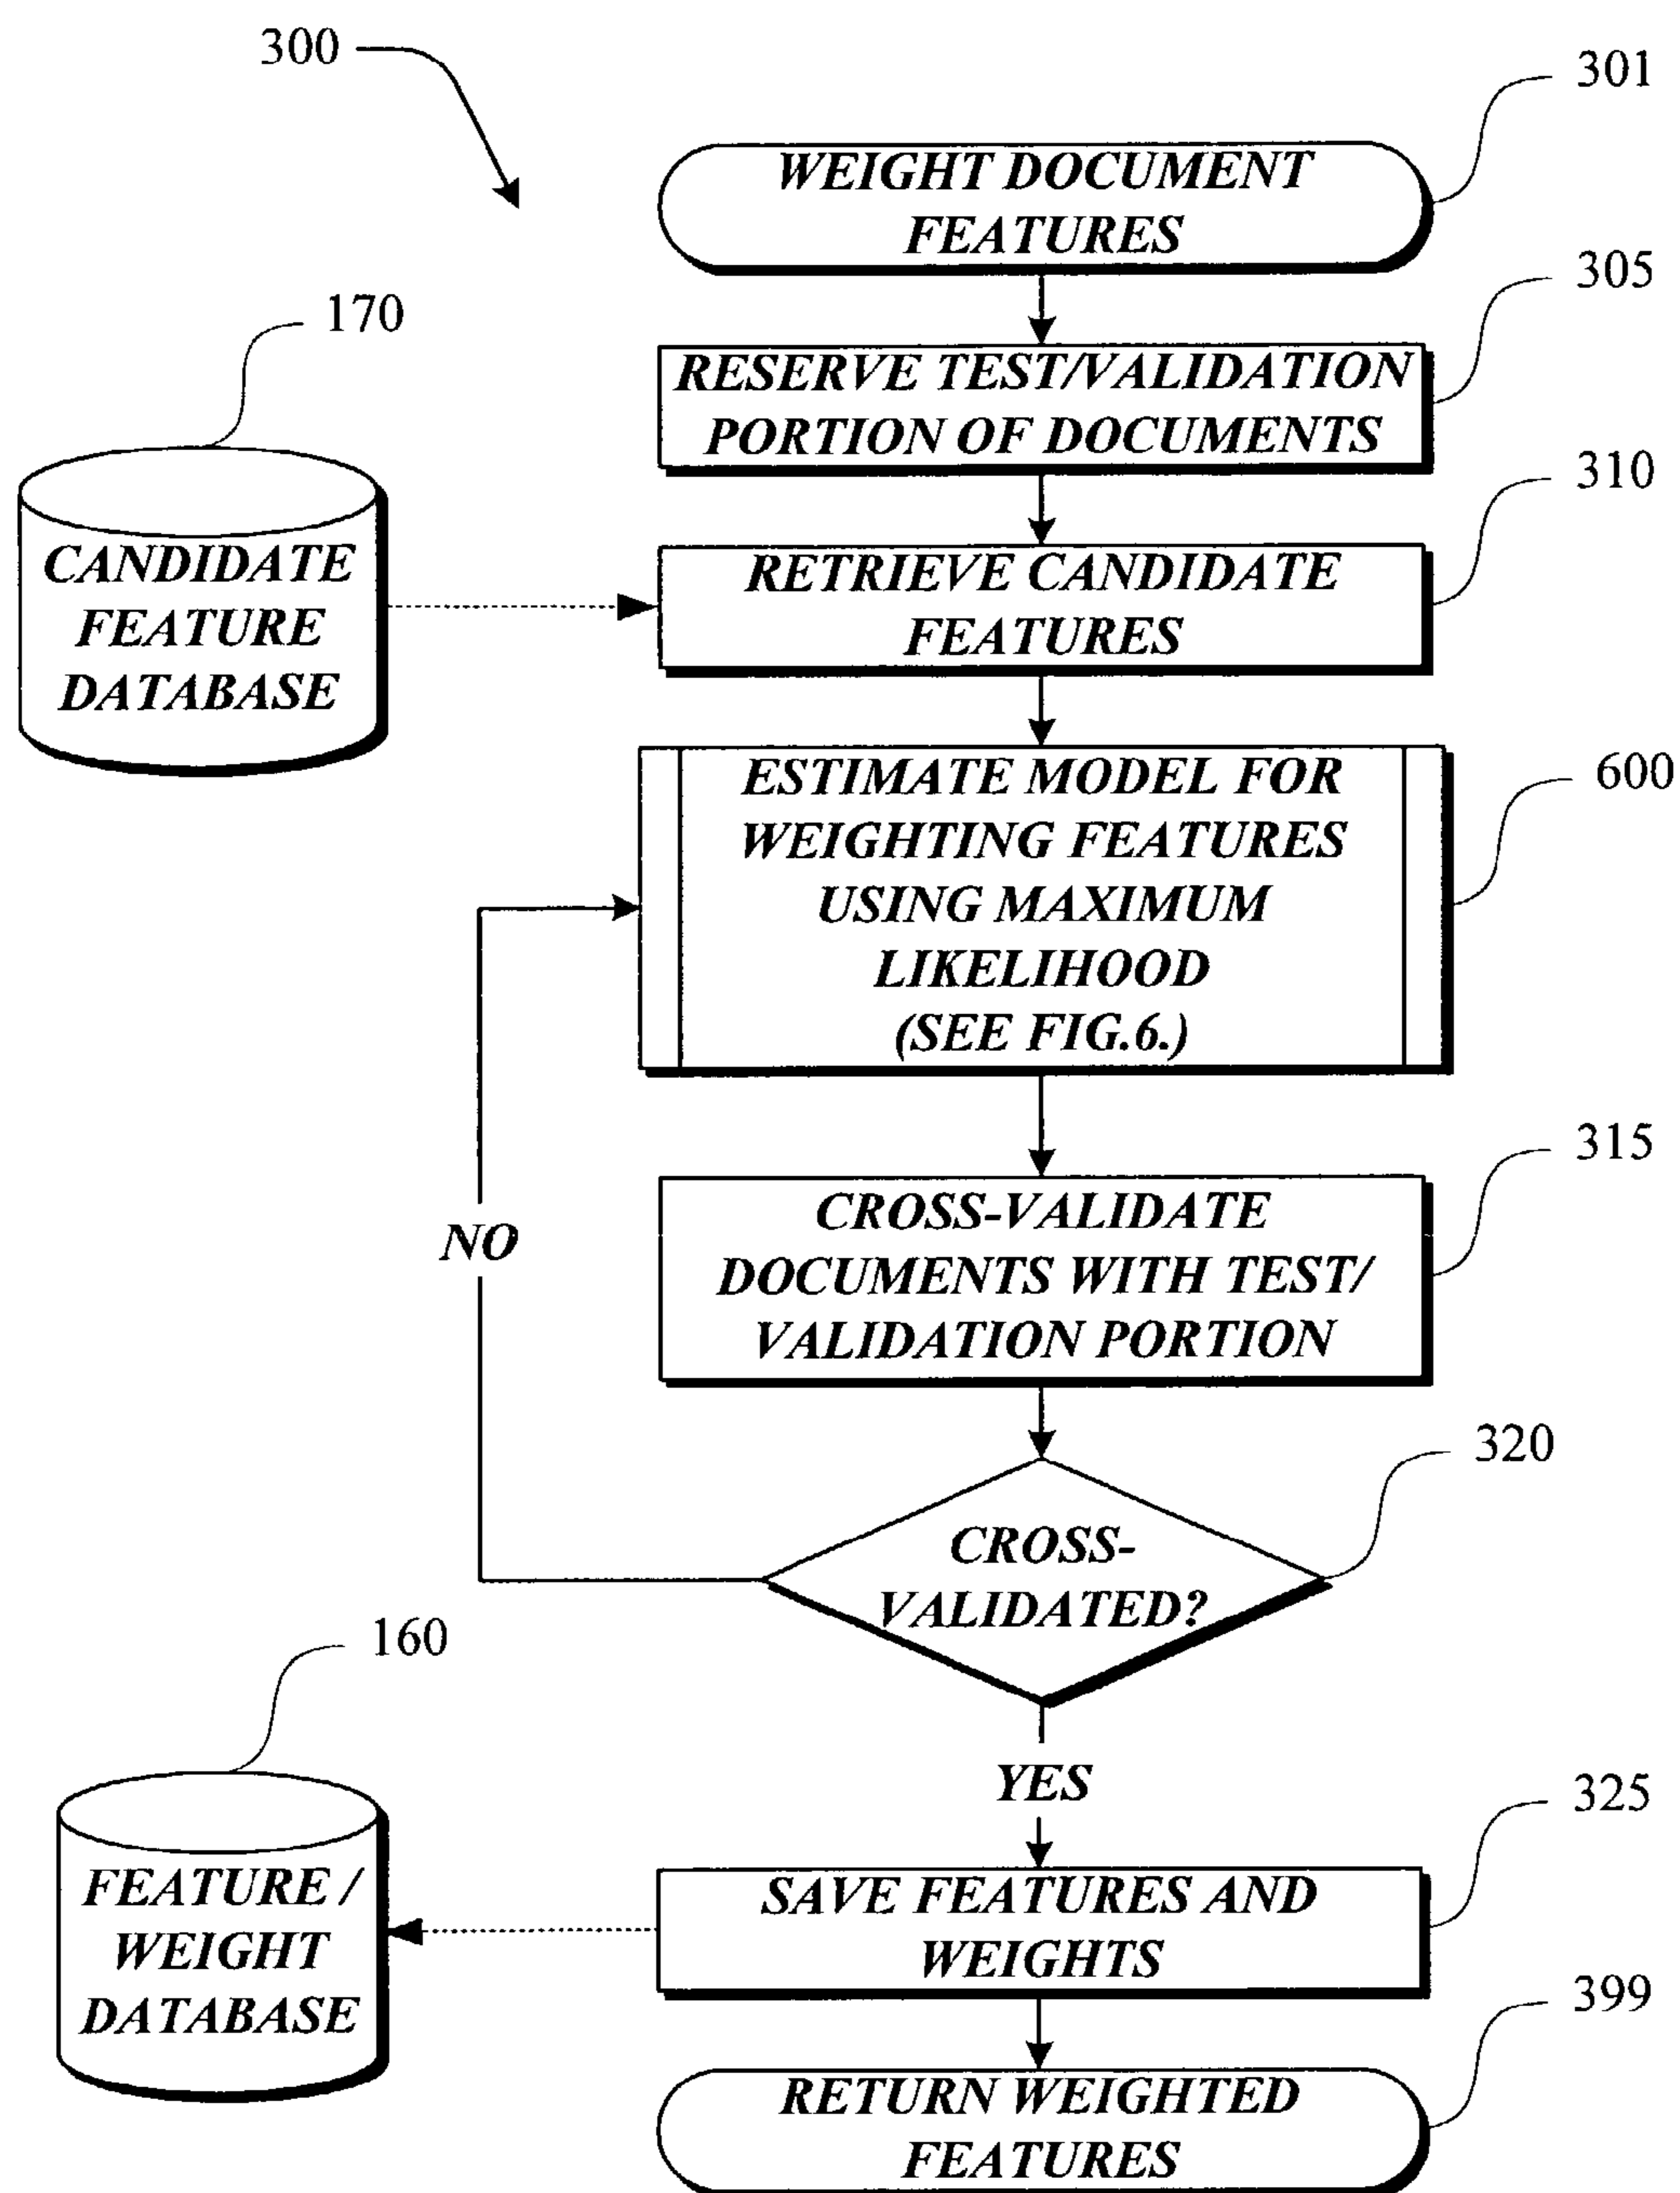 300
301
WEIGHT DOCUMENT
FEATURES
305
RESERVE TEST/VALIDATION
PORTION OF DOCUMENTS
170
CANDIDATE
FEATURE
DATABASE
310
RETRIEVE CANDIDATE
FEATURES
600
ESTIMATE MODEL FOR
WEIGHTING FEATURES
USING MAXIMUM
LIKELIHOOD
(SEE FIG.6.)
315
CROSS-VALIDATE
DOCUMENTS WITH TEST/
VALIDATION PORTION
NO
320
CROSS-
VALIDATED?
YES
160
FEATURE /
WEIGHT
DATABASE
325
SAVE FEATURES AND
WEIGHTS
399
RETURN WEIGHTED
FEATURES